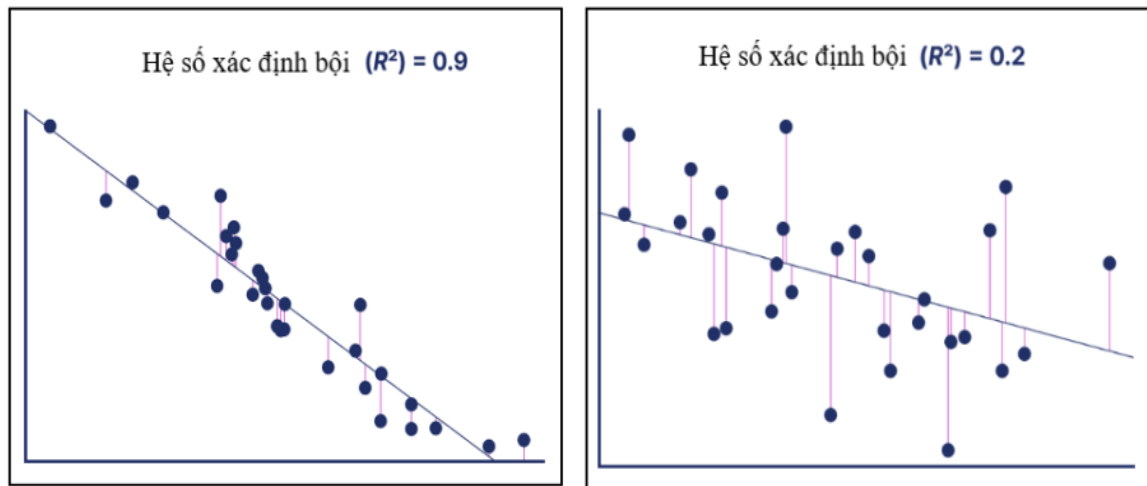 Hệ số xác định bội (R²) = 0.9
Hệ số xác định bội (R²) = 0.2